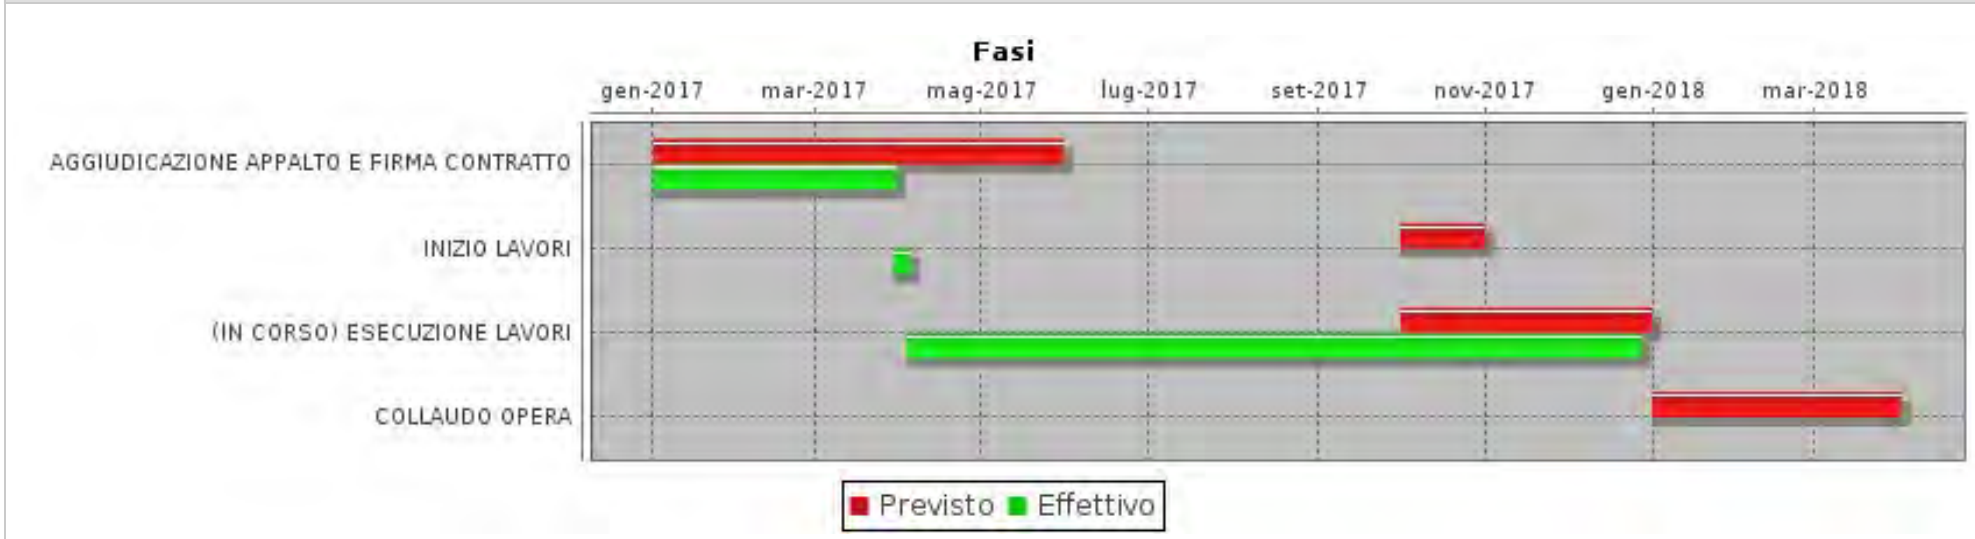 Fasi
gen-2017 mar-2017 mag-2017 lug-2017 set-2017 nov-2017 gen-2018 mar-2018
AGGIUDICAZIONE APPALTO E FIRMA CONTRATTO
INIZIO LAVORI
(IN CORSO) ESECUZIONE LAVORI
COLLAUDO OPERA
Previsto Effettivo